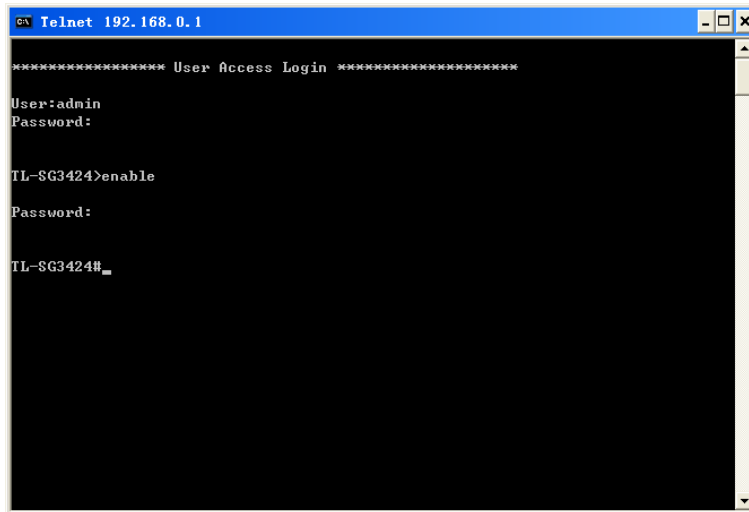 Telnet 192.168.0.1
***************** User Access Login ********************
User:admin
Password:
TL-SG3424>enable
Password:
TL-SG3424#_